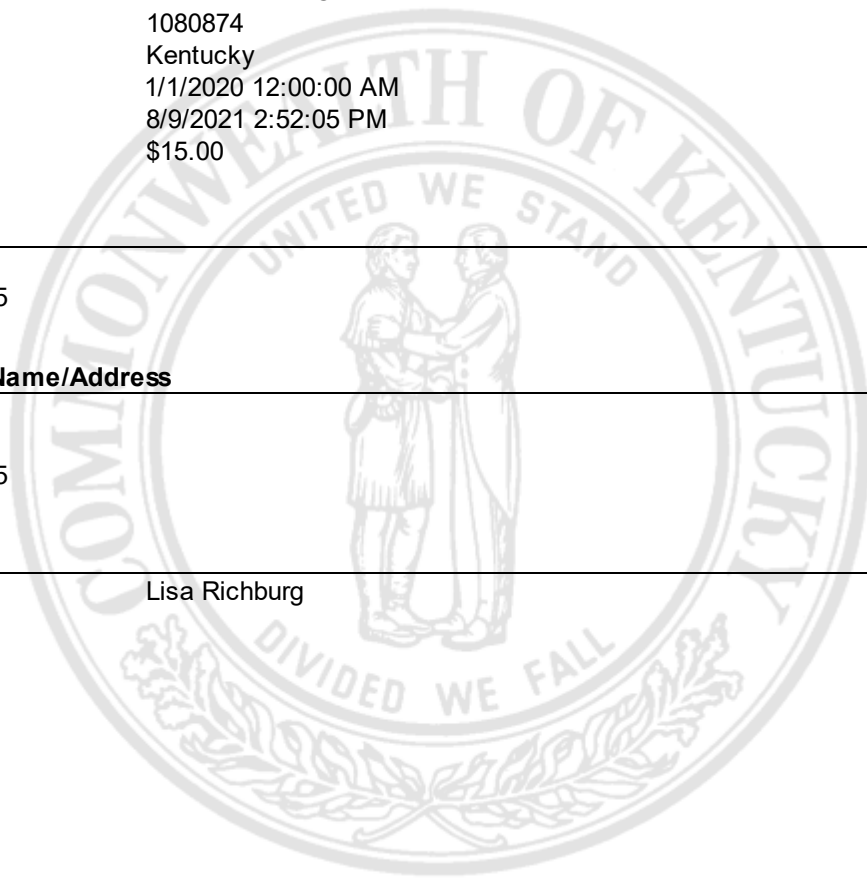 1080874
Kentucky
1/1/2020 12:00:00 AM
8/9/2021 2:52:05 PM
$15.00
5
Name/Address
5
Lisa Richburg
COMMONWEALTH OF KENTUCKY
UNITED WE STAND
DIVIDED WE FALL